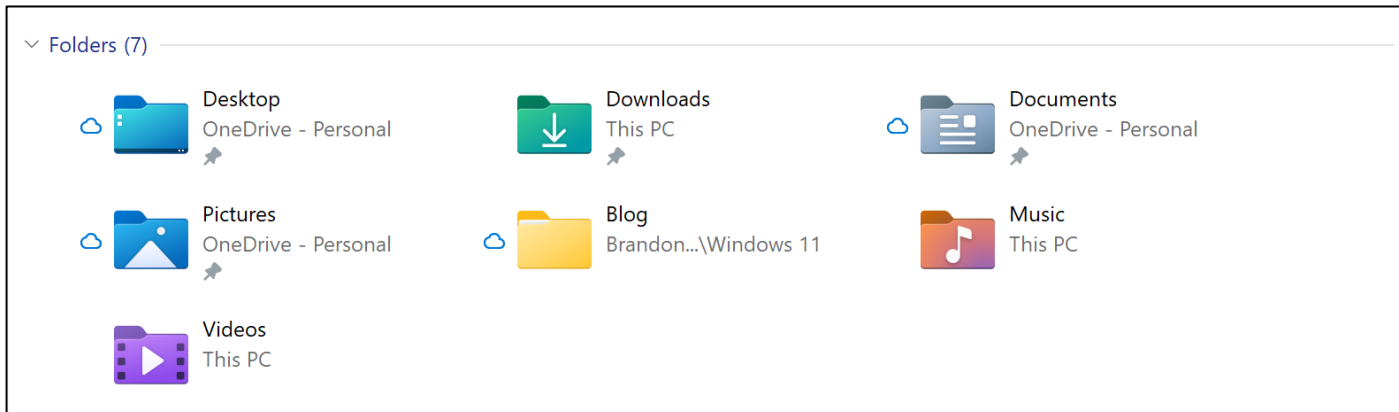 Folders (7)
Desktop
OneDrive - Personal
Downloads
This PC
Documents
OneDrive - Personal
Pictures
OneDrive - Personal
Blog
Brandon...\Windows 11
Music
This PC
Videos
This PC